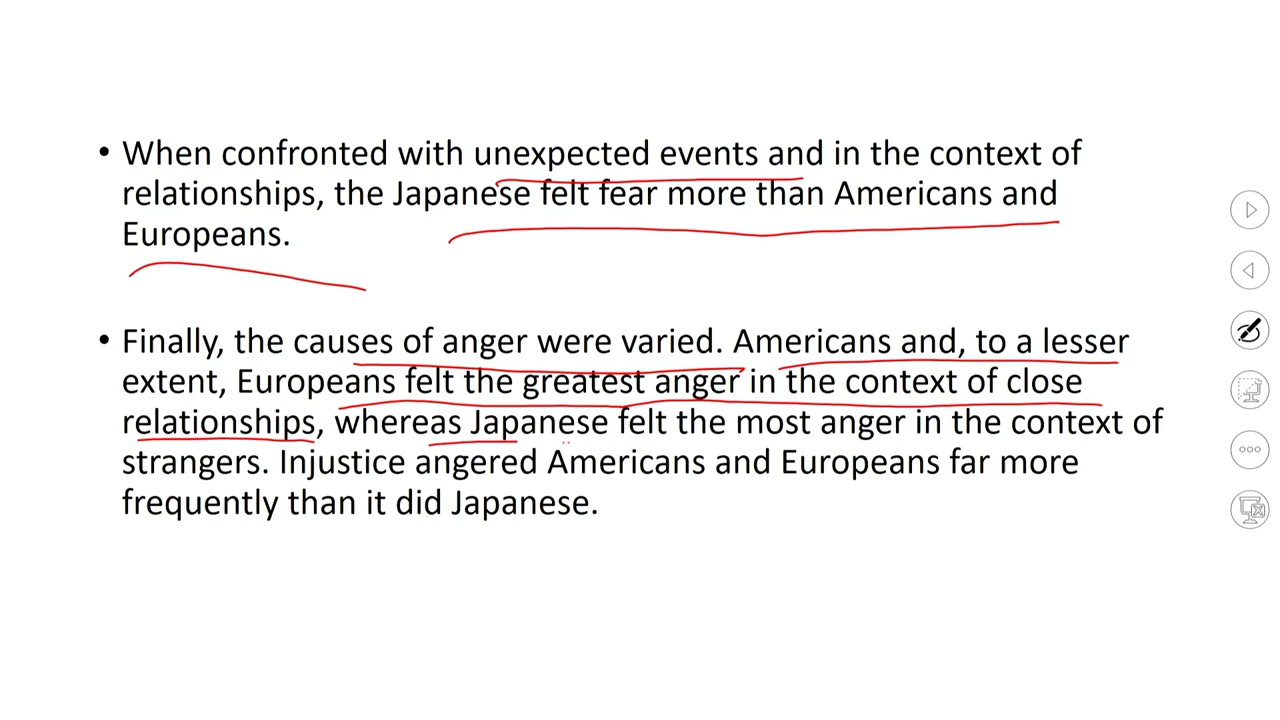 • When confronted with unexpected events and in the context of
relationships, the Japanese felt fear more than Americans and
Europeans.
• Finally, the causes of anger were varied. Americans and, to a lesser
extent, Europeans felt the greatest anger in the context of close
relationships, whereas Japanese felt the most anger in the context of
strangers. Injustice angered Americans and Europeans far more
frequently than it did Japanese.